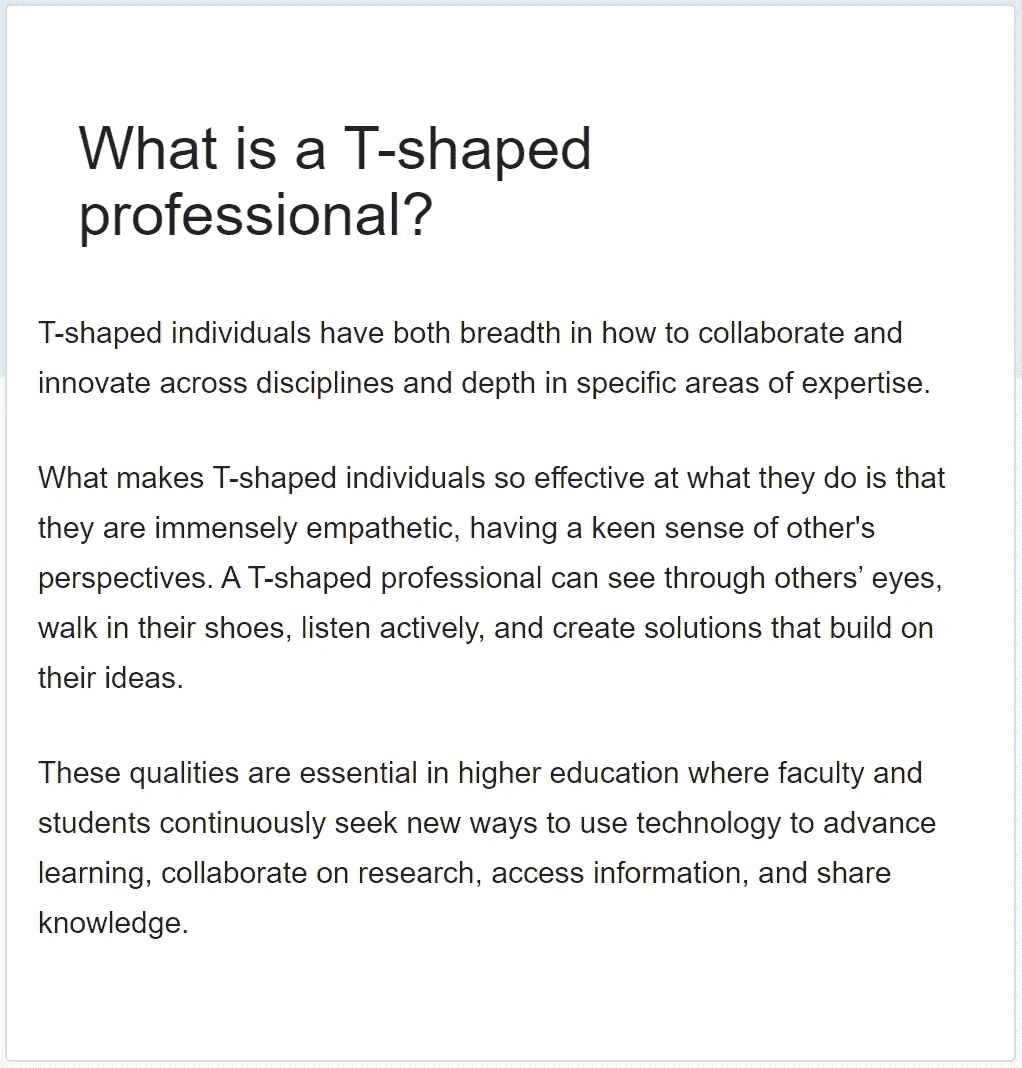 What is a T-shaped
professional?
T-shaped individuals have both breadth in how to collaborate and
innovate across disciplines and depth in specific areas of expertise.
What makes T-shaped individuals so effective at what they do is that
they are immensely empathetic, having a keen sense of other's
perspectives. A T-shaped professional can see through others’ eyes,
walk in their shoes, listen actively, and create solutions that build on
their ideas.
These qualities are essential in higher education where faculty and
students continuously seek new ways to use technology to advance
learning, collaborate on research, access information, and share
knowledge.